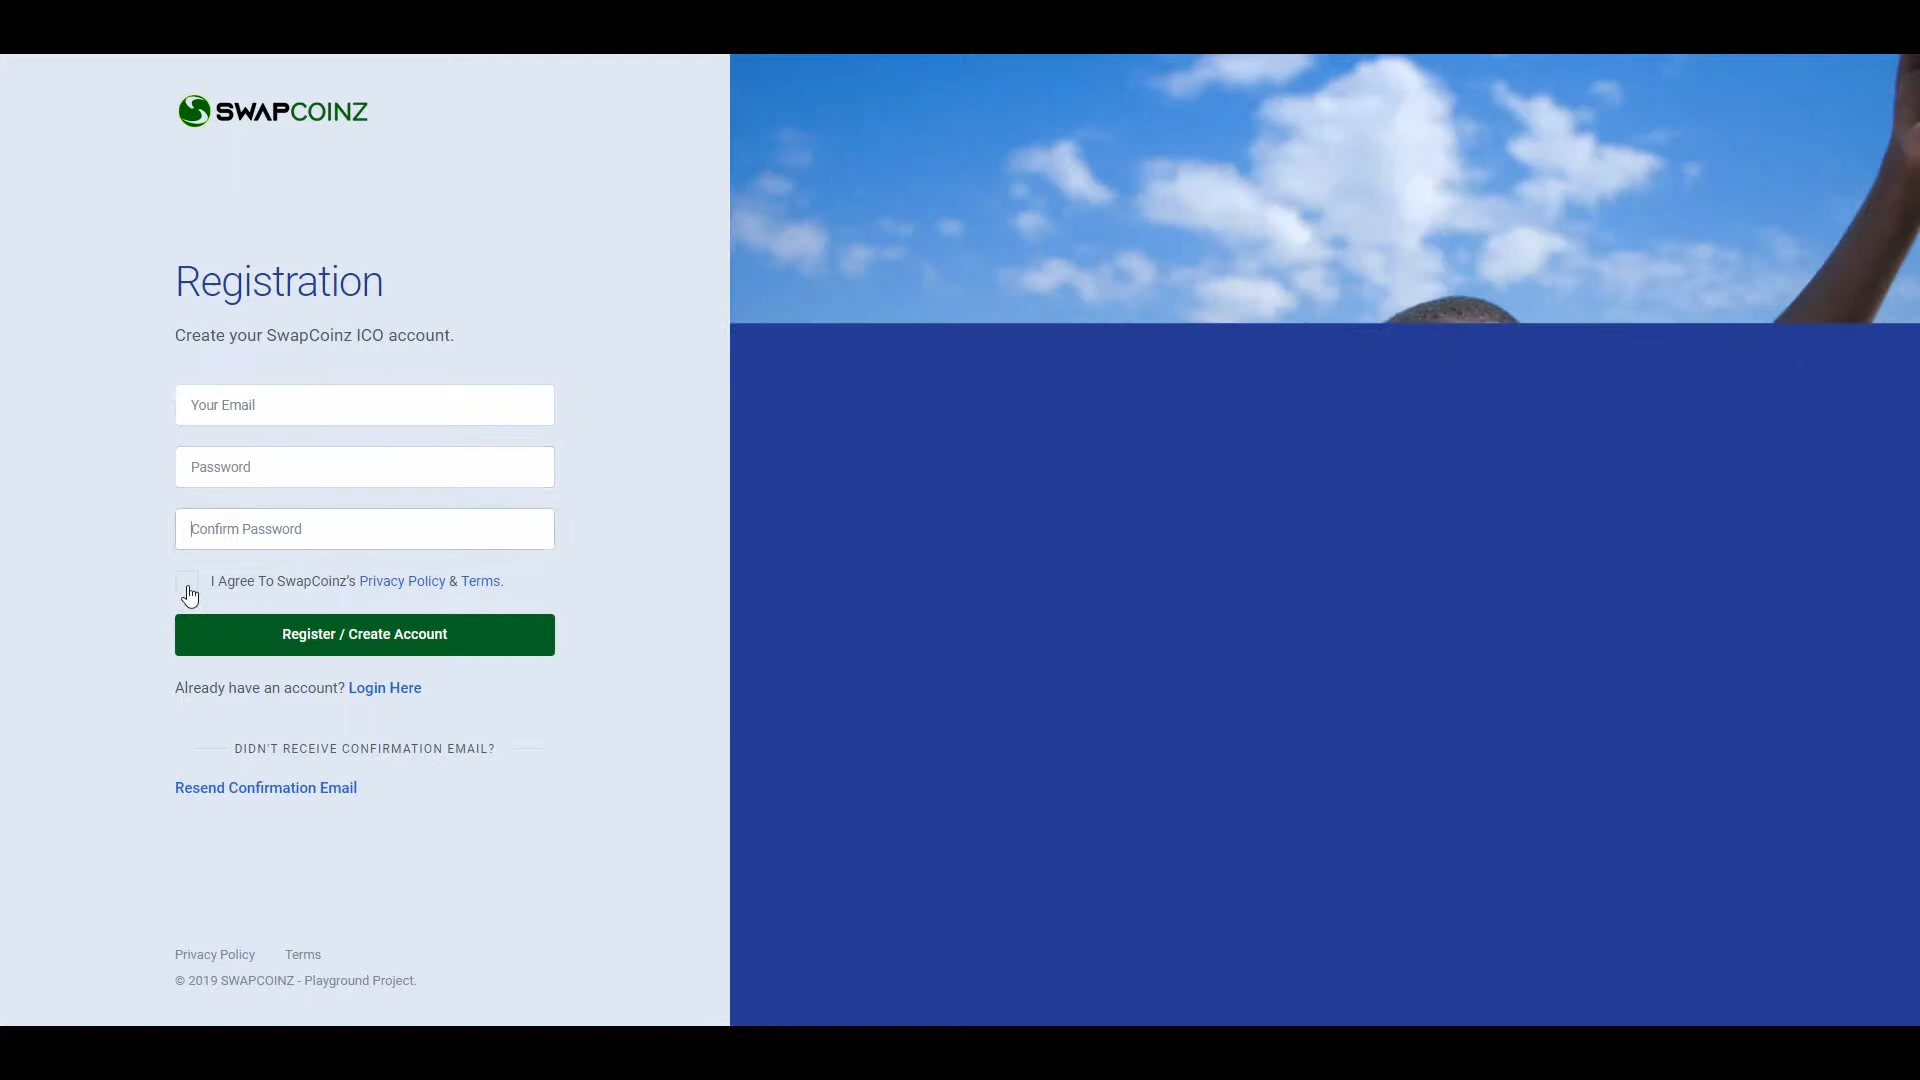 SWAPCOINZ
Registration
Create your SwapCoinz ICO account.
Your Email
Password
Confirm Password
I Agree To SwapCoinz's Privacy Policy & Terms.
Register / Create Account
Already have an account? Login Here
DIDN'T RECEIVE CONFIRMATION EMAIL?
Resend Confirmation Email
Privacy Policy Terms
© 2019 SWAPCOINZ - Playground Project.